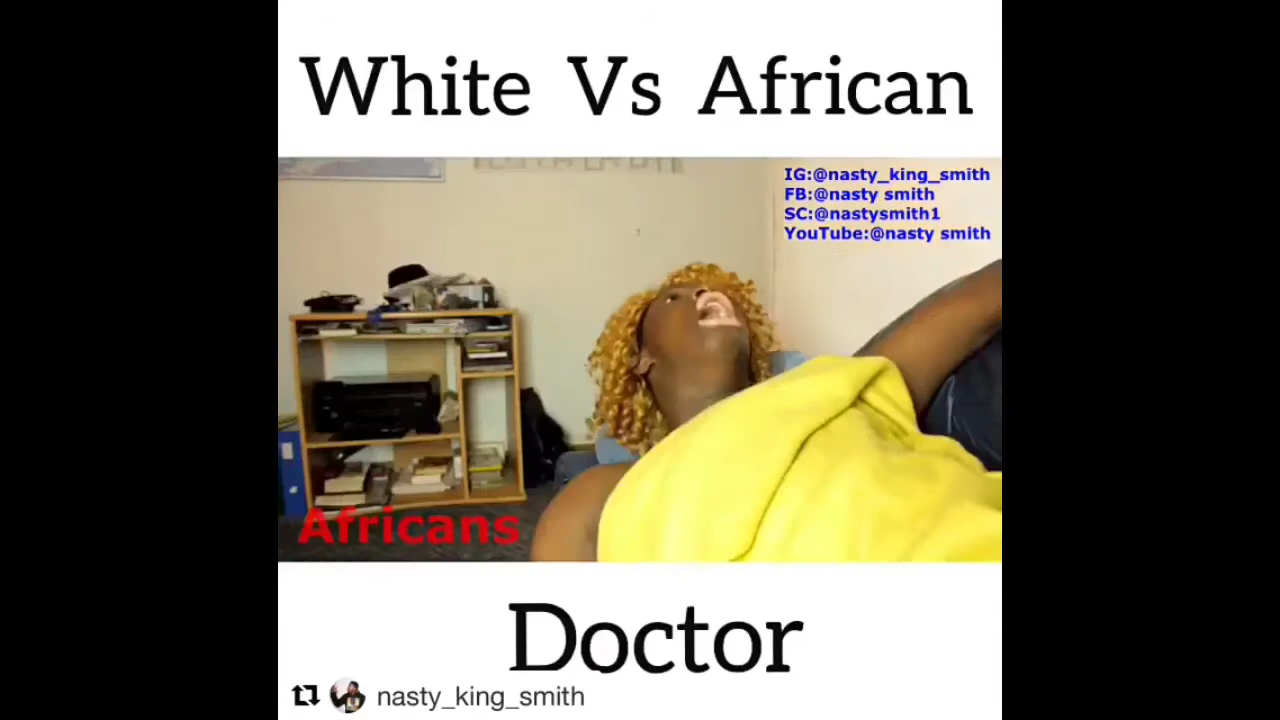 White Vs African
IG:@nasty_king_smith
FB:@nasty smith
SC:@nastysmith1
YouTube:@nasty smith
Africans
Doctor
nasty_king_smith